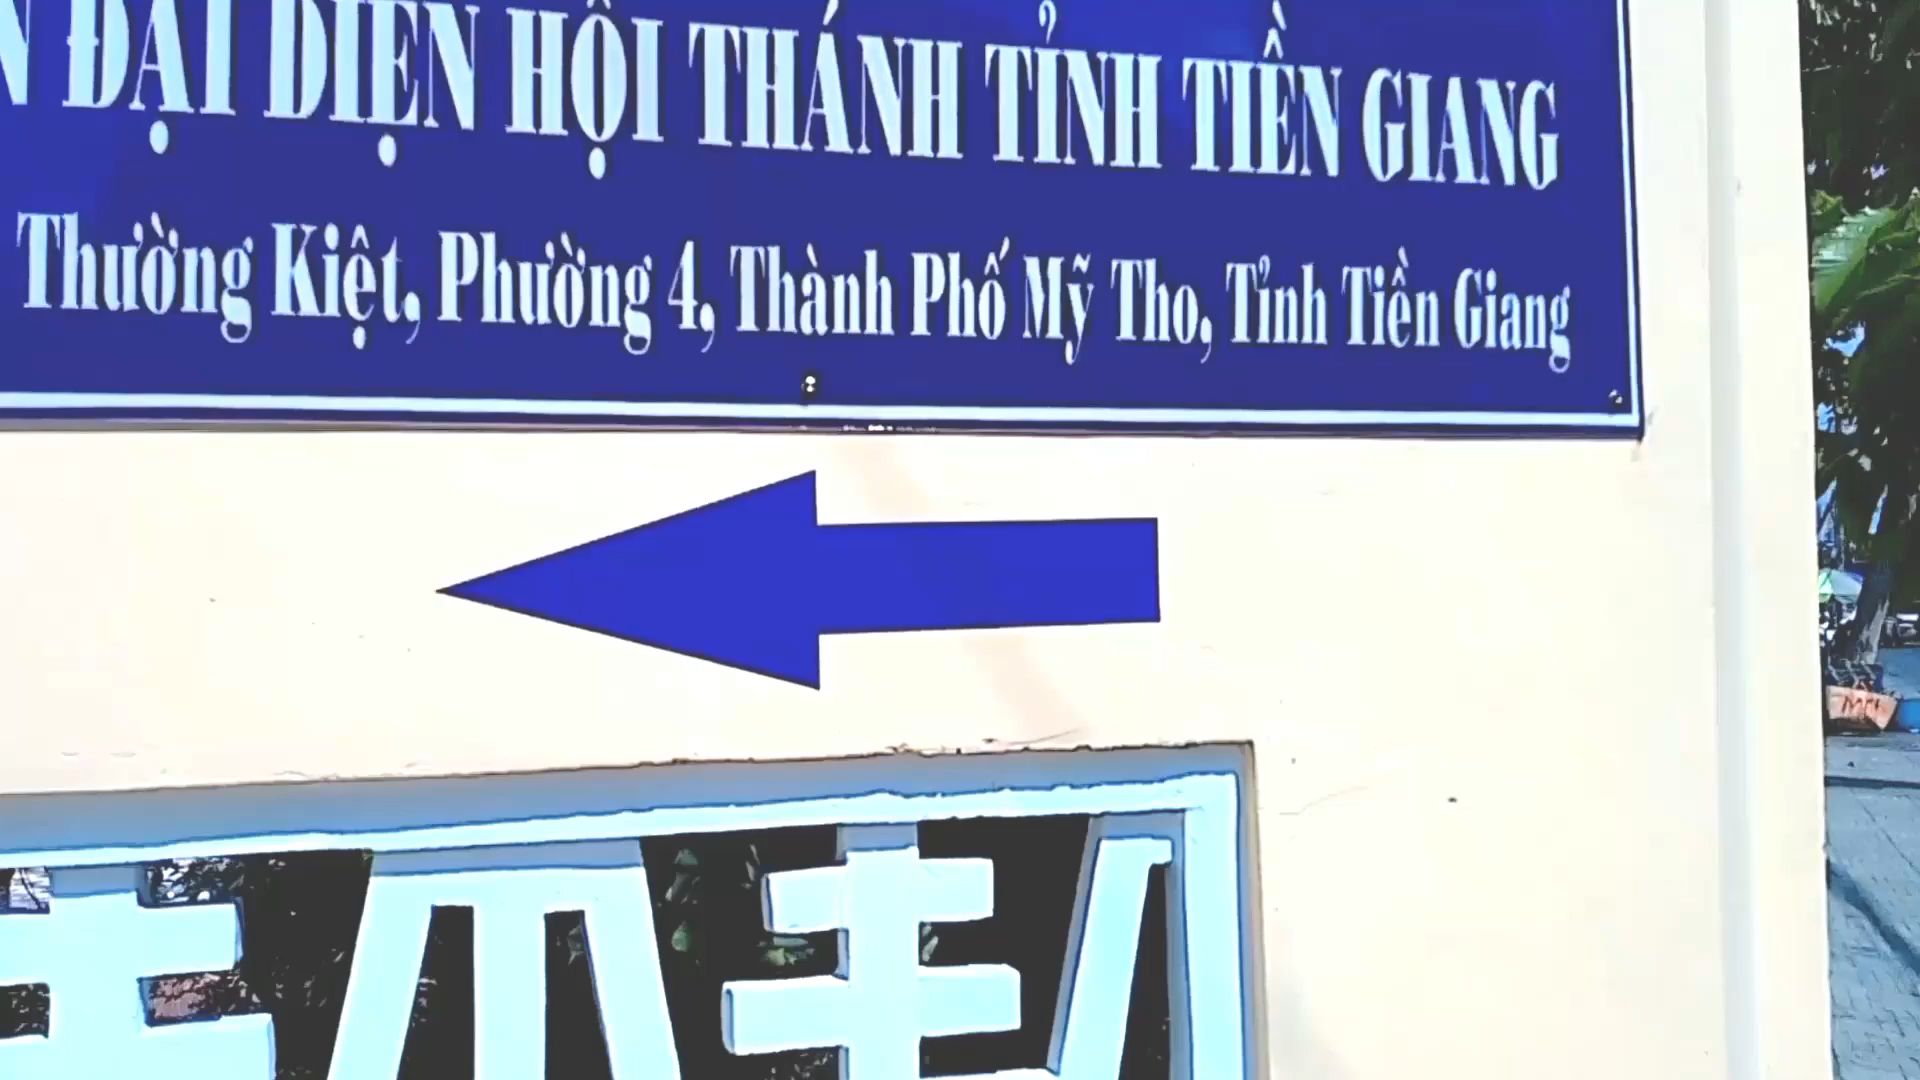 ĐẠI DIỆN HỘI THÁNH TỈNH TIỀN GIANG
Thường Kiệt, Phường 4, Thành Phố Mỹ Tho, Tỉnh Tiền Giang